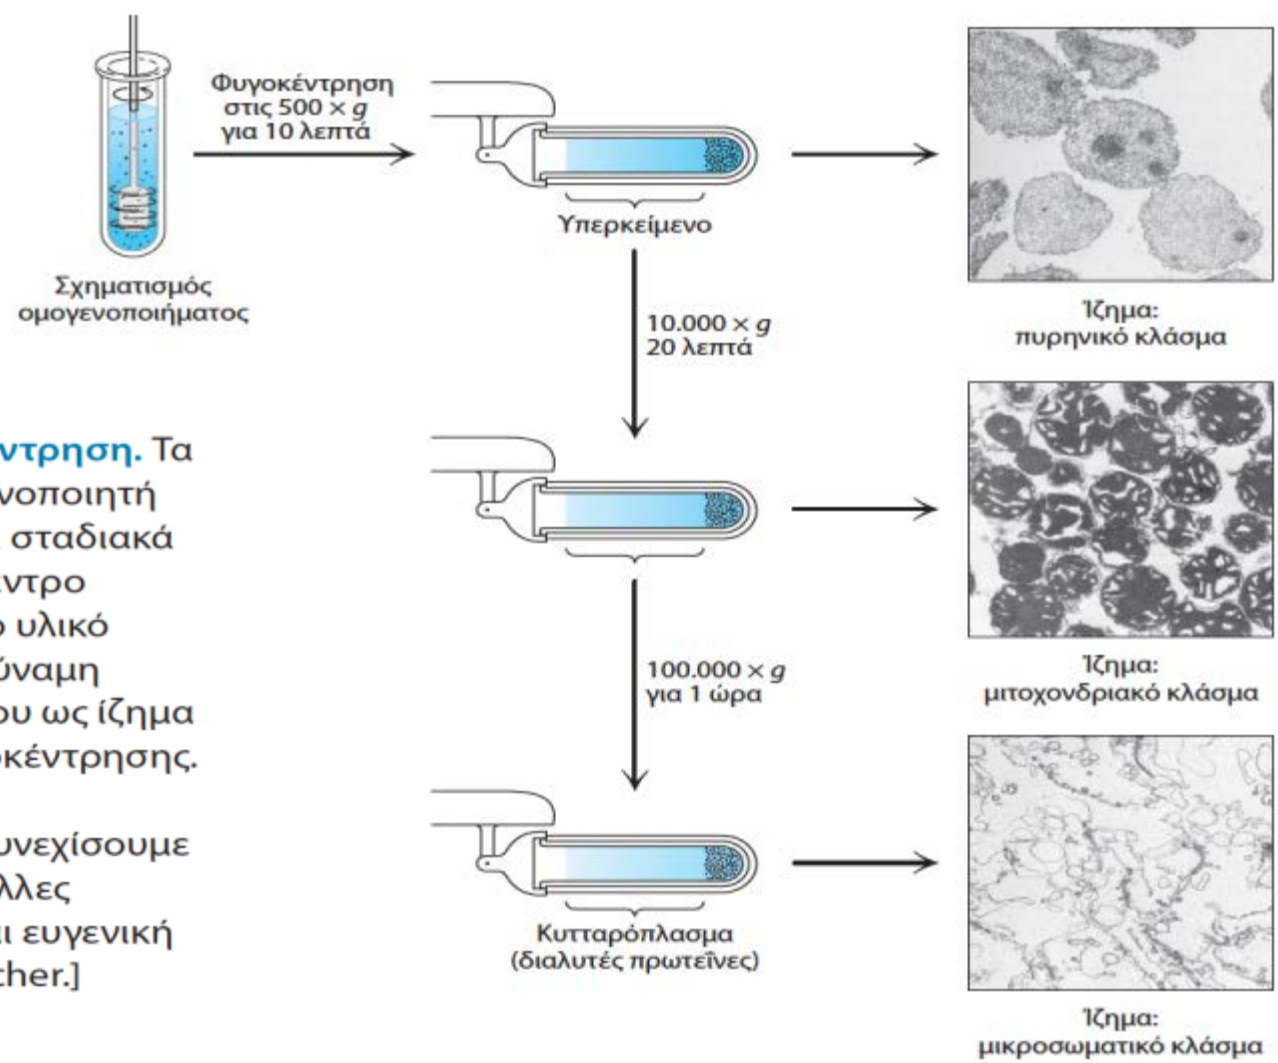 Φυγοκέντρηση
στις 500 × g
για 10 λεπτά
Σχηματισμός
ομογενοποιήματος
Υπερκείμενο
Ίζημα:
πυρηνικό κλάσμα
10.000 × g
20 λεπτά
ντρηση. Τα
νοποιητή
σταδιακά
ντρο
υλικό
ύναμη
ου ως ίζημα
οκέντρησης.
υνεχίσουμε
λλες
ι ευγενική
cher.]
Ίζημα:
μιτοχονδριακό κλάσμα
100.000 × g
για 1 ώρα
Κυτταρόπλασμα
(διαλυτές πρωτεΐνες)
Ίζημα:
μικροσωματικό κλάσμα